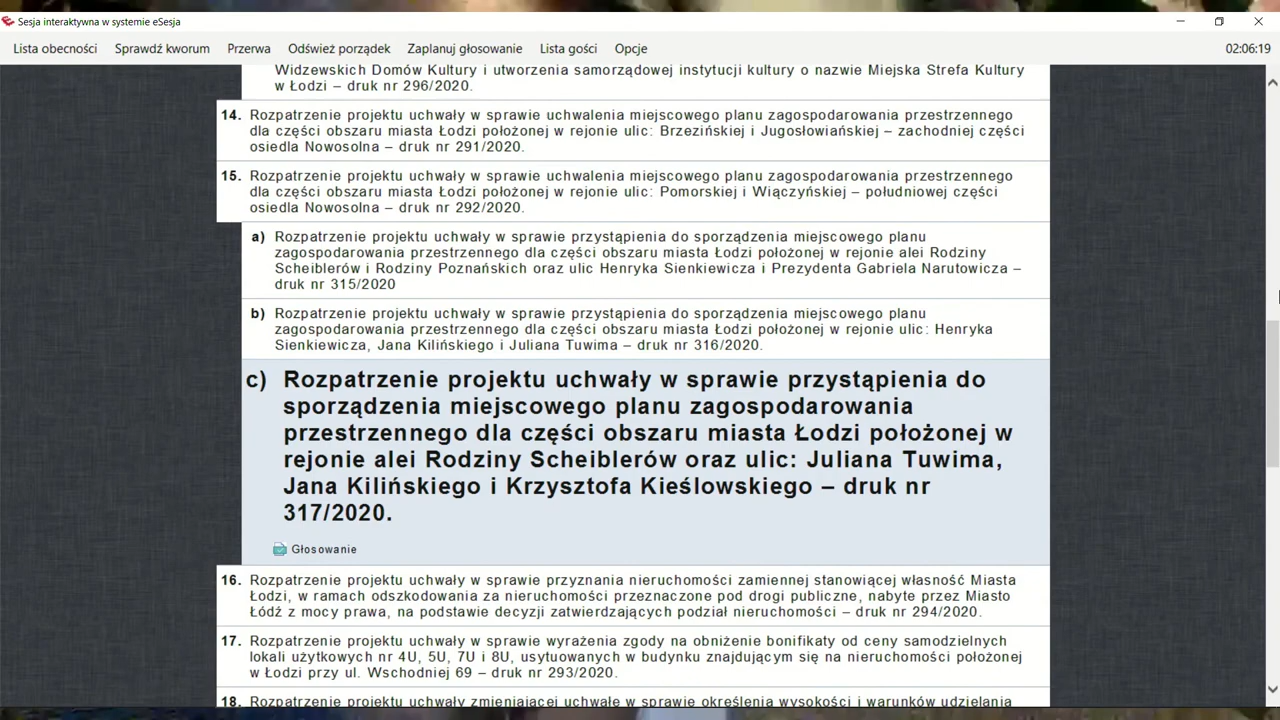 Sesja interaktywna w systemie eSesja
Lista obecności Sprawdź kworum Przerwa Odśwież porządek Zaplanuj głosowanie Lista gości Opcje 02:06:19
Widzewskich Domów Kultury i utworzenia samorządowej instytucji kultury o nazwie Miejska Strefa Kultury
w Łodzi – druk nr 296/2020.
14. Rozpatrzenie projektu uchwały w sprawie uchwalenia miejscowego planu zagospodarowania przestrzennego
dla części obszaru miasta Łodzi położonej w rejonie ulic: Brzezińskiej i Jugosłowiańskiej – zachodniej części
osiedla Nowosolna – druk nr 291/2020.
15. Rozpatrzenie projektu uchwały w sprawie uchwalenia miejscowego planu zagospodarowania przestrzennego
dla części obszaru miasta Łodzi położonej w rejonie ulic: Pomorskiej i Wiączyńskiej – południowej części
osiedla Nowosolna – druk nr 292/2020.
a) Rozpatrzenie projektu uchwały w sprawie przystąpienia do sporządzenia miejscowego planu
zagospodarowania przestrzennego dla części obszaru miasta Łodzi położonej w rejonie alei Rodziny
Scheiblerów i Rodziny Poznańskich oraz ulic Henryka Sienkiewicza i Prezydenta Gabriela Narutowicza –
druk nr 315/2020
b) Rozpatrzenie projektu uchwały w sprawie przystąpienia do sporządzenia miejscowego planu
zagospodarowania przestrzennego dla części obszaru miasta Łodzi położonej w rejonie ulic: Henryka
Sienkiewicza, Jana Kilińskiego i Juliana Tuwima – druk nr 316/2020.
c) Rozpatrzenie projektu uchwały w sprawie przystąpienia do
sporządzenia miejscowego planu zagospodarowania
przestrzennego dla części obszaru miasta Łodzi położonej w
rejonie alei Rodziny Scheiblerów oraz ulic: Juliana Tuwima,
Jana Kilińskiego i Krzysztofa Kieślowskiego – druk nr
317/2020.
Głosowanie
16. Rozpatrzenie projektu uchwały w sprawie przyznania nieruchomości zamiennej stanowiącej własność Miasta
Łodzi, w ramach odszkodowania za nieruchomości przeznaczone pod drogi publiczne, nabyte przez Miasto
Łódź z mocy prawa, na podstawie decyzji zatwierdzających podział nieruchomości – druk nr 294/2020.
17. Rozpatrzenie projektu uchwały w sprawie wyrażenia zgody na obniżenie bonifikaty od ceny samodzielnych
lokali użytkowych nr 4U, 5U, 7U i 8U, usytuowanych w budynku znajdującym się na nieruchomości położonej
w Łodzi przy ul. Wschodniej 69 – druk nr 293/2020.
18. Rozpatrzenie projektu uchwały zmieniającej uchwałę w sprawie określenia wysokości i warunków udzielania